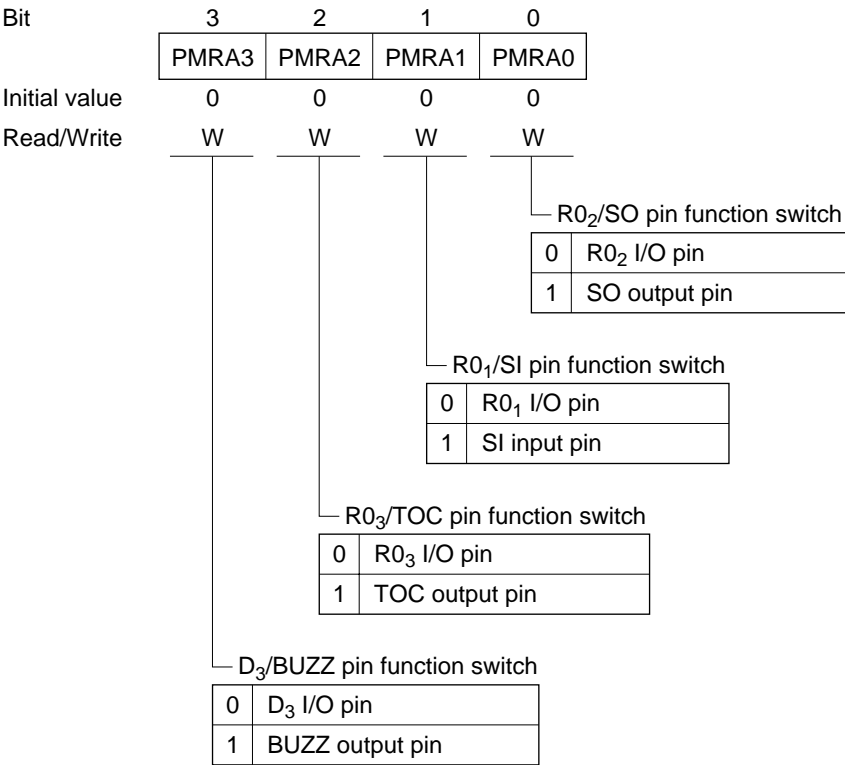 Bit 3 2 1 0
PMRA3 PMRA2 PMRA1 PMRA0
Initial value 0 0 0 0
Read/Write W W W W
R0₂/SO pin function switch
0 R0₂ I/O pin
1 SO output pin
R0₁/SI pin function switch
0 R0₁ I/O pin
1 SI input pin
R0₃/TOC pin function switch
0 R0₃ I/O pin
1 TOC output pin
D₃/BUZZ pin function switch
0 D₃ I/O pin
1 BUZZ output pin